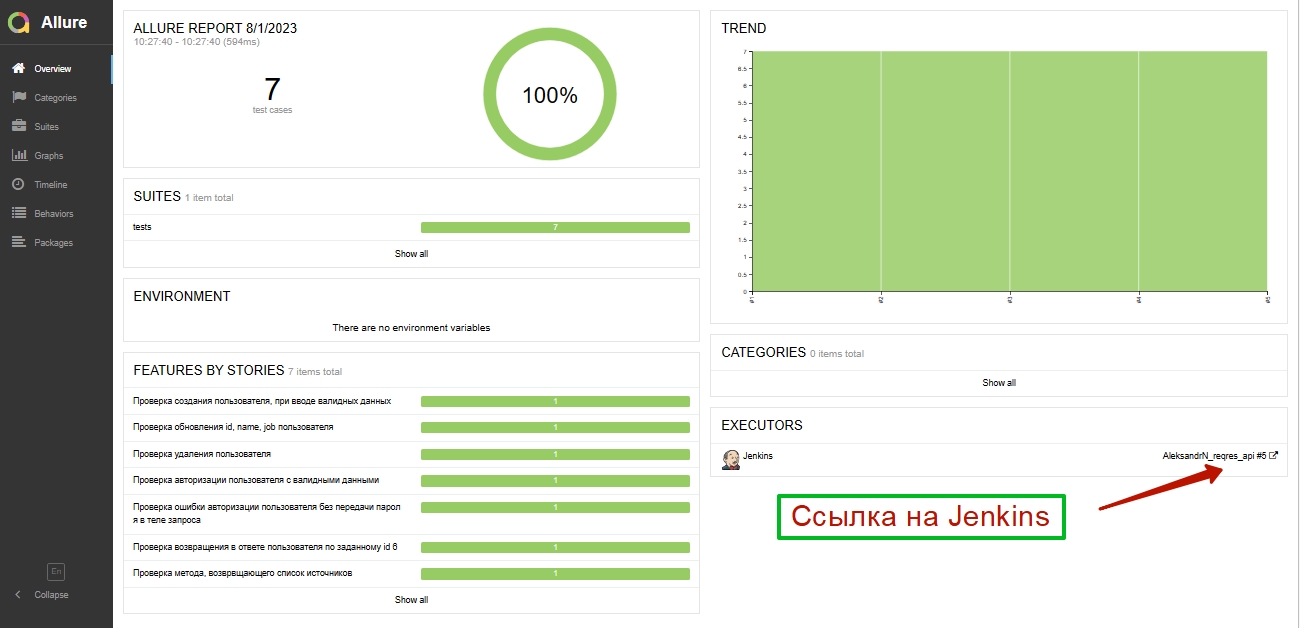 Allure
Overview
Categories
Suites
Graphs
Timeline
Behaviors
Packages
En
Collapse
ALLURE REPORT 8/1/2023
10:27:40 - 10:27:40 (594ms)
7
test cases
100%
SUITES 1 item total
tests 7
Show all
ENVIRONMENT
There are no environment variables
FEATURES BY STORIES 7 items total
Проверка создания пользователя, при вводе валидных данных 1
Проверка обновления id, name, job пользователя 1
Проверка удаления пользователя 1
Проверка авторизации пользователя с валидными данными 1
Проверка ошибки авторизации пользователя без передачи парол 1
я в теле запроса
Проверка возвращения в ответе пользователя по заданному id 6 1
Проверка метода, возврвщающего список источников 1
Show all
TREND
7
6.5
6
5.5
5
4.5
4
3.5
3
2.5
2
1.5
1
0.5
0
#1 #2 #3 #4 #5
CATEGORIES 0 items total
Show all
EXECUTORS
Jenkins AleksandrN_reqres_api #5
Ссылка на Jenkins